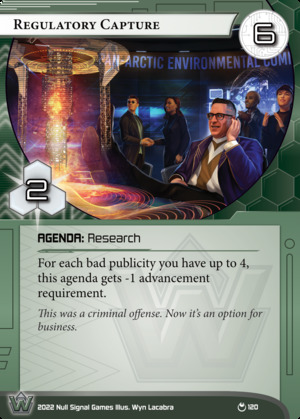 Regulatory Capture
6
ARCTIC ENVIRONMENTAL COM
2
AGENDA: Research
For each bad publicity you have up to 4,
this agenda gets -1 advancement
requirement.
This was a criminal offense. Now it's an option for
business.
2022 Null Signal Games Illus. Wyn Lacabra
120